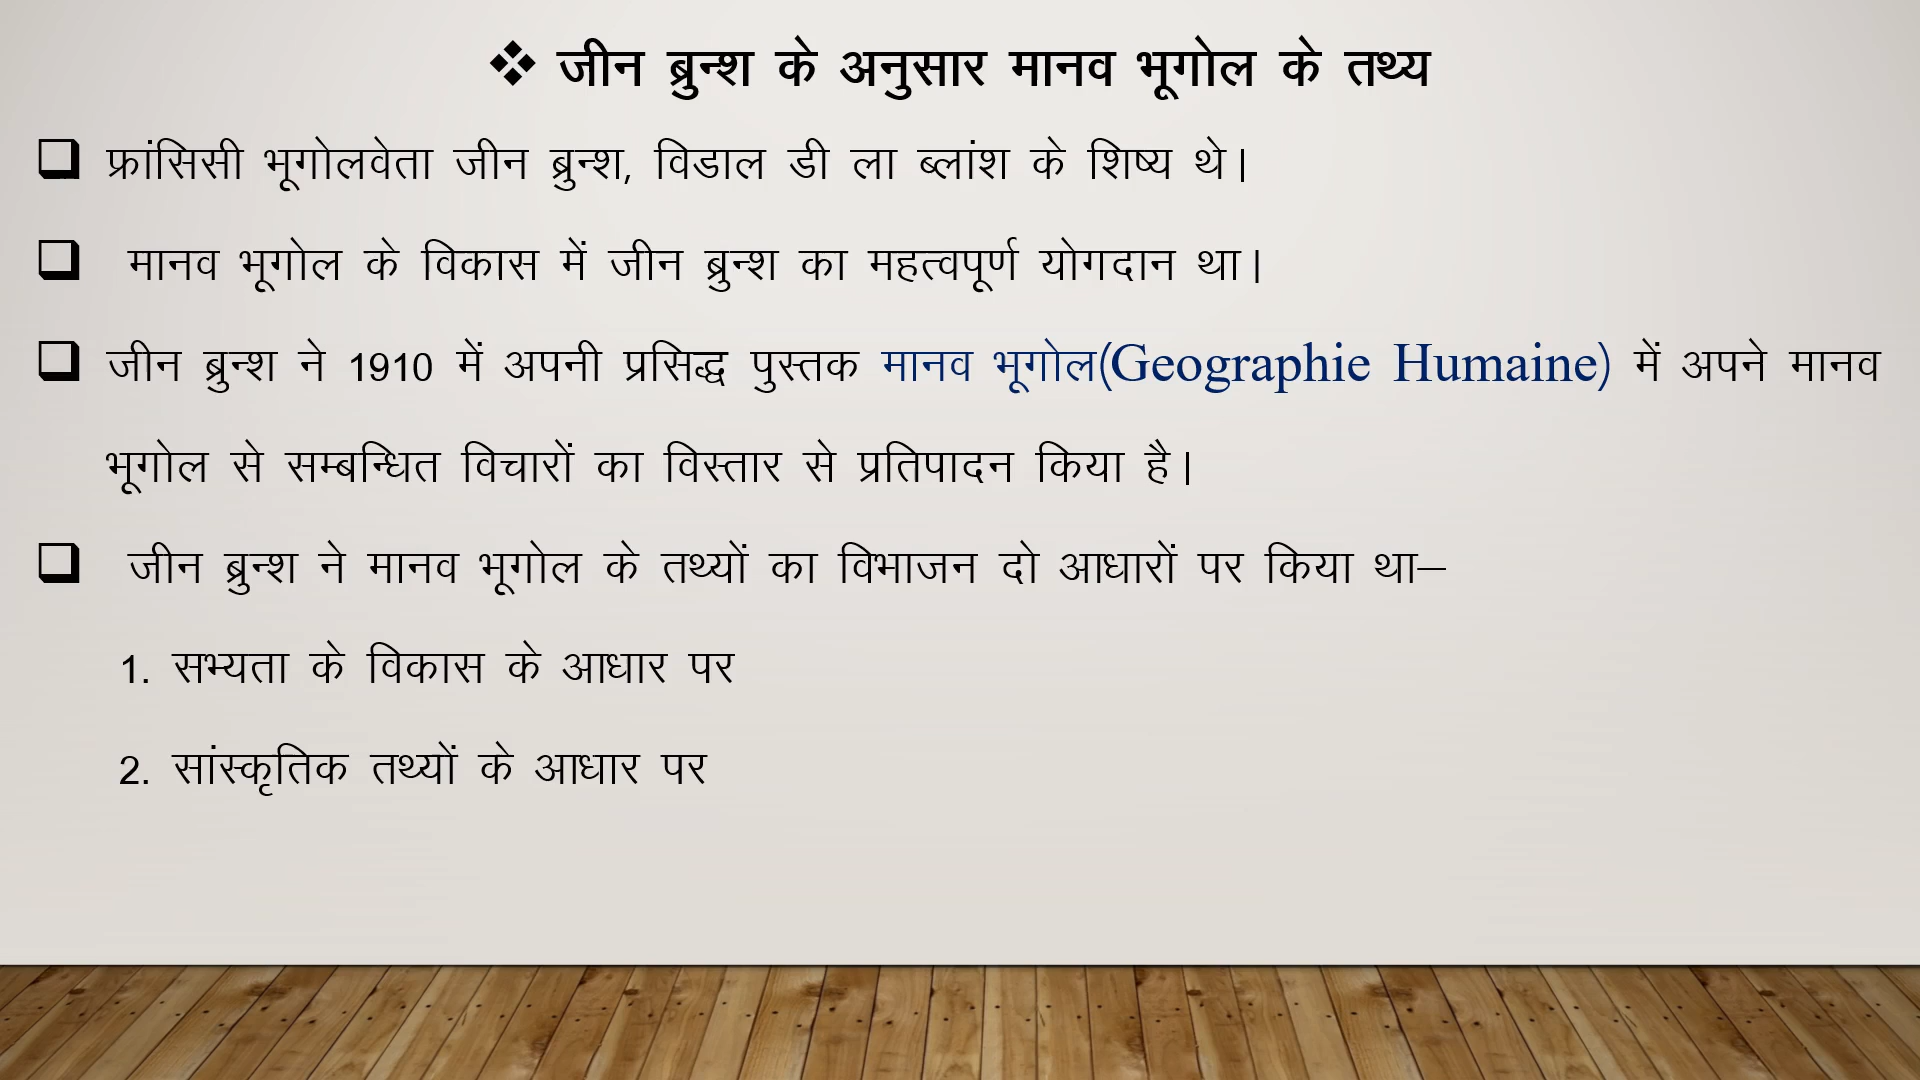 ❖ जीन ब्रुन्श के अनुसार मानव भूगोल के तथ्य
❑ फ्रांसिसी भूगोलवेता जीन ब्रुन्श, विडाल डी ला ब्लांश के शिष्य थे।
❑ मानव भूगोल के विकास में जीन ब्रुन्श का महत्वपूर्ण योगदान था।
❑ जीन ब्रुन्श ने 1910 में अपनी प्रसिद्ध पुस्तक मानव भूगोल(Geographie Humaine) में अपने मानव
भूगोल से सम्बन्धित विचारों का विस्तार से प्रतिपादन किया है।
❑ जीन ब्रुन्श ने मानव भूगोल के तथ्यों का विभाजन दो आधारों पर किया था–
1. सभ्यता के विकास के आधार पर
2. सांस्कृतिक तथ्यों के आधार पर